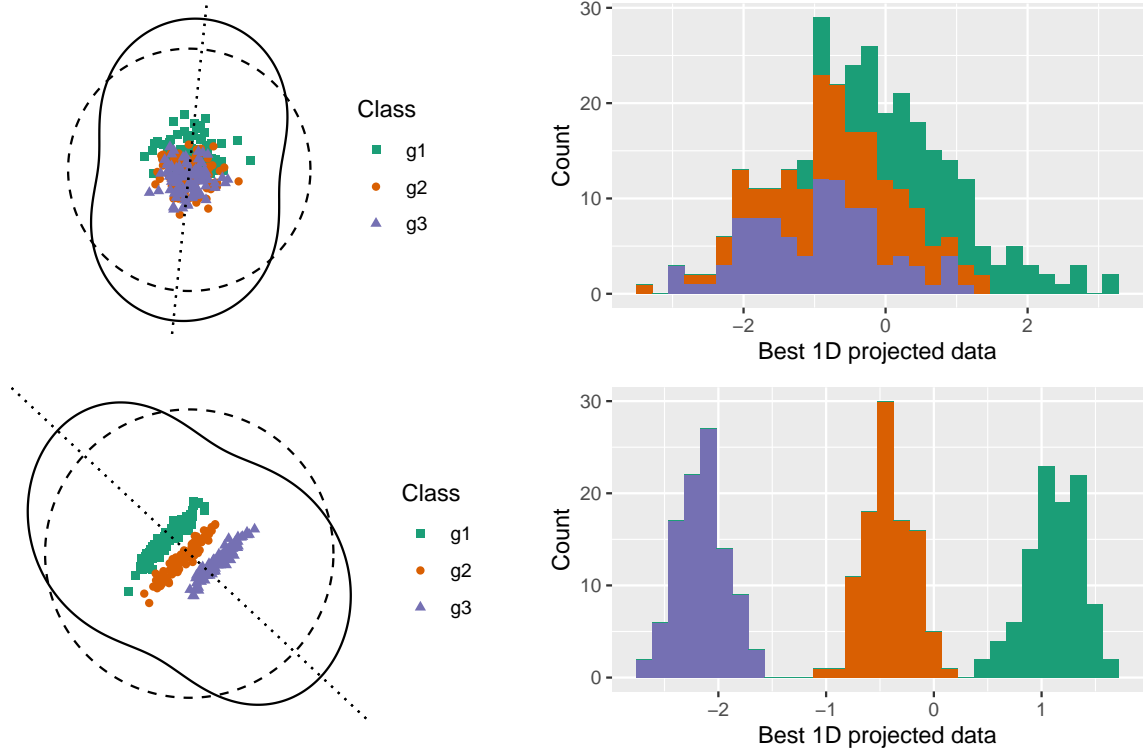 Class
g1
g2
g3
30
20
10
0
Count
−2
0
2
Best 1D projected data
Class
g1
g2
g3
30
20
10
0
Count
−2
−1
0
1
Best 1D projected data